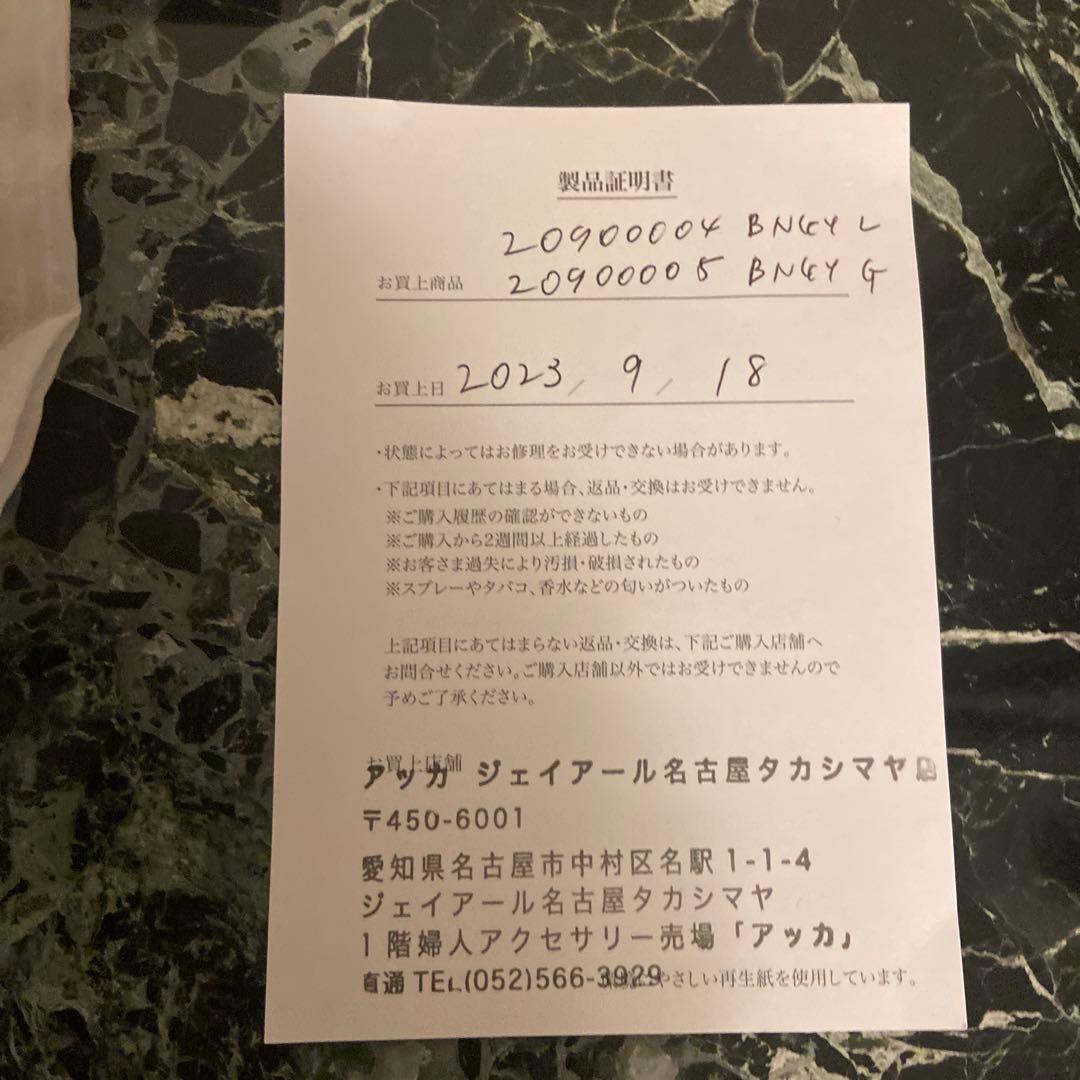 製品証明書
20900004 BNGY L
お買上商品 20900005 BNGY G
お買上日 2023 / 9 / 18
・状態によってはお修理をお受けできない場合があります。
・下記項目にあてはまる場合、返品・交換はお受けできません。
※ご購入履歴の確認ができないもの
※ご購入から2週間以上経過したもの
※お客さま過失により汚損・破損されたもの
※スプレーやタバコ、香水などの匂いがついたもの
上記項目にあてはまらない返品・交換は、下記ご購入店舗へ
お問合せください。ご購入店舗以外ではお受けできませんので
予めご了承ください。
お買上店舗
アッカ ジェイアール名古屋タカシマヤ店
〒450-6001
愛知県名古屋市中村区名駅1-1-4
ジェイアール名古屋タカシマヤ
1階婦人アクセサリー売場「アッカ」
直通 TEL(052)566-3929
やさしい再生紙を使用しています。